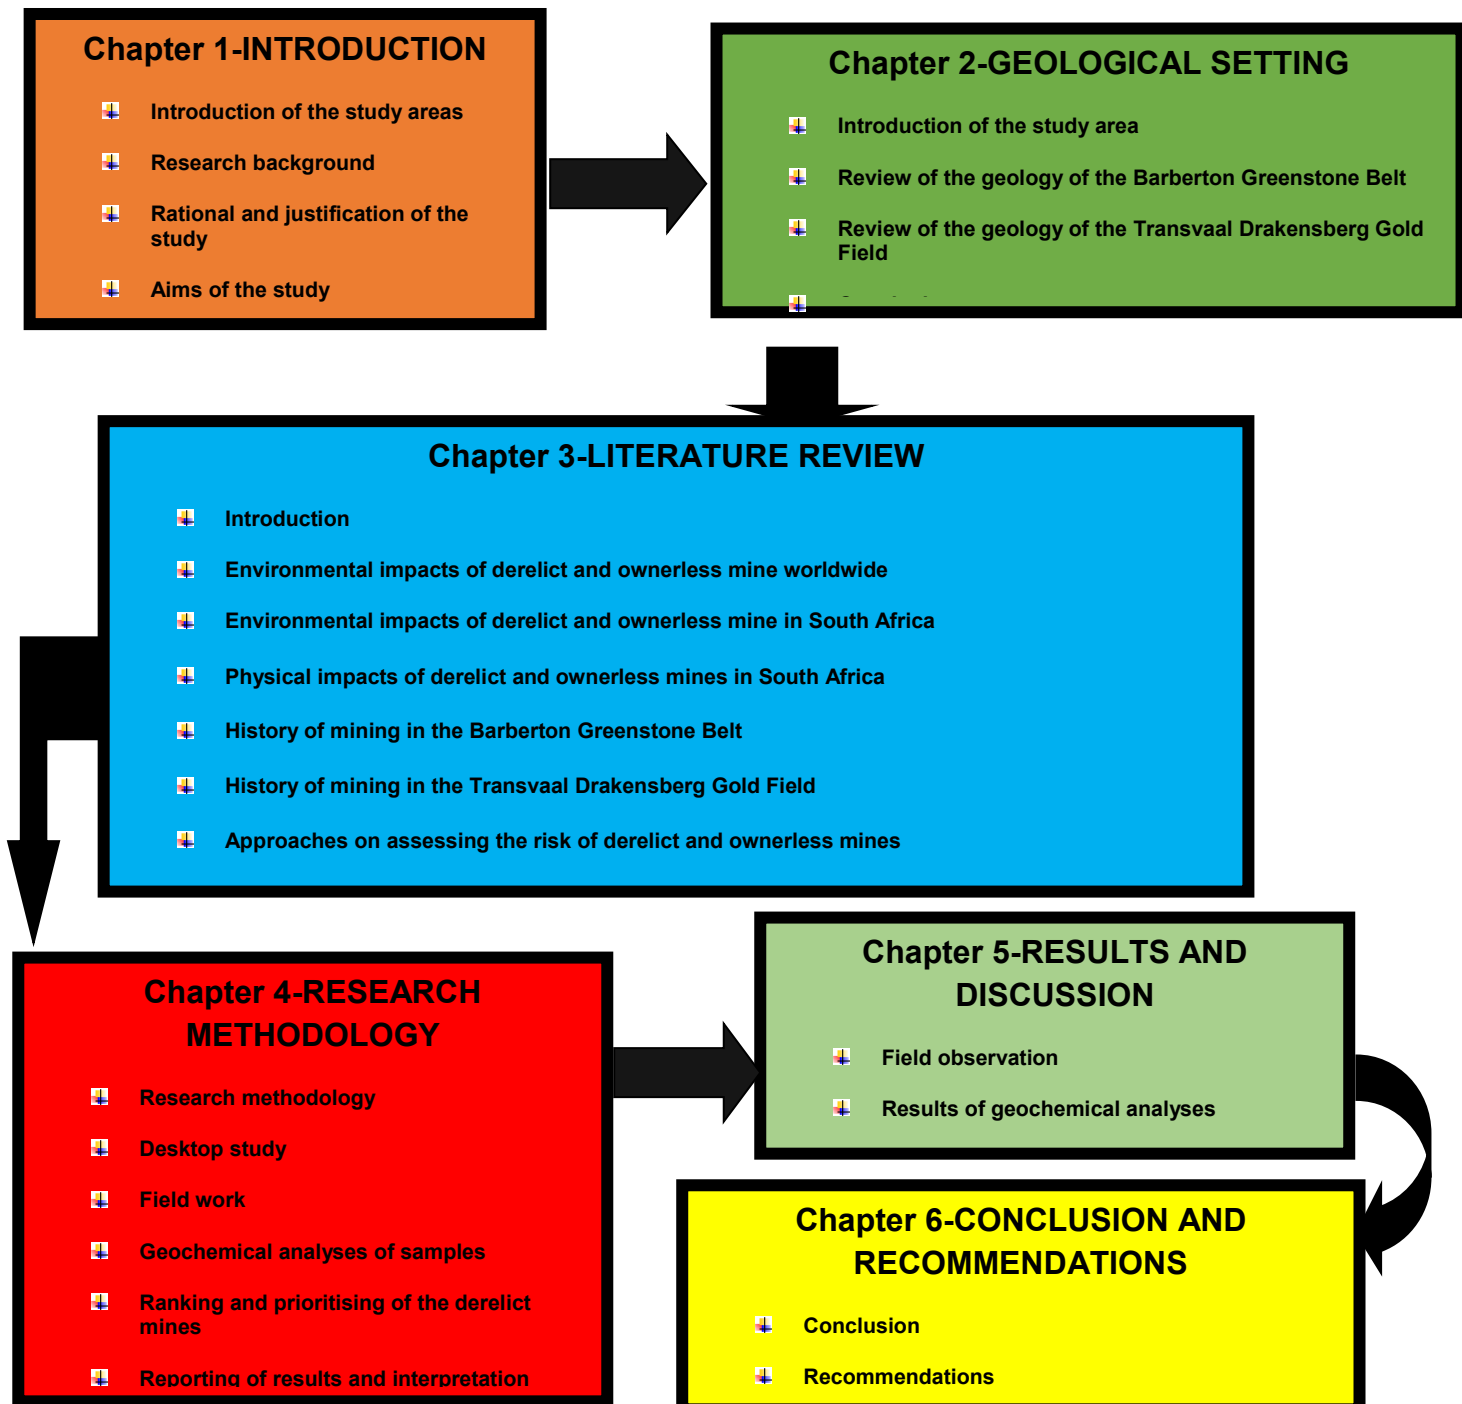 Chapter 1-INTRODUCTION
Introduction of the study areas
Research background
Rational and justification of the
study
Aims of the study
Chapter 2-GEOLOGICAL SETTING
Introduction of the study area
Review of the geology of the Barberton Greenstone Belt
Review of the geology of the Transvaal Drakensberg Gold
Field
Chapter 3-LITERATURE REVIEW
Introduction
Environmental impacts of derelict and ownerless mine worldwide
Environmental impacts of derelict and ownerless mine in South Africa
Physical impacts of derelict and ownerless mines in South Africa
History of mining in the Barberton Greenstone Belt
History of mining in the Transvaal Drakensberg Gold Field
Approaches on assessing the risk of derelict and ownerless mines
Chapter 4-RESEARCH
METHODOLOGY
Research methodology
Desktop study
Field work
Geochemical analyses of samples
Ranking and prioritising of the derelict
mines
Reporting of results and interpretation
Chapter 5-RESULTS AND
DISCUSSION
Field observation
Results of geochemical analyses
Chapter 6-CONCLUSION AND
RECOMMENDATIONS
Conclusion
Recommendations